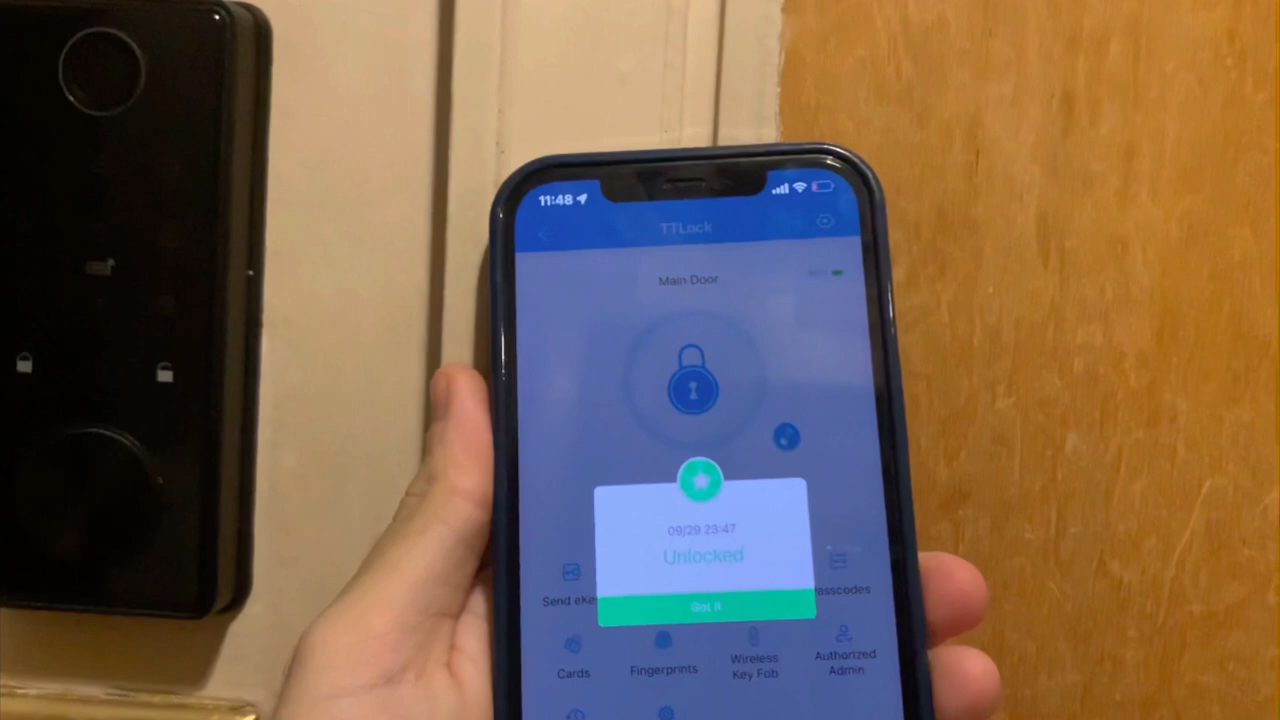 11:48
TTLock
Main Door
09/29 23:47
Unlocked
Got it
Send eKe
asscodes
Cards
Fingerprints
Wireless
Key Fob
Authorized
Admin